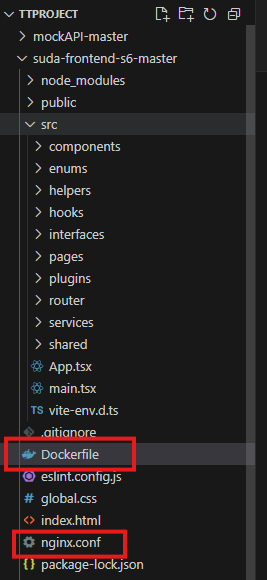 TTPROJECT
mockAPI-master
suda-frontend-s6-master
node_modules
public
src
components
enums
helpers
hooks
interfaces
pages
plugins
router
services
shared
App.tsx
main.tsx
TS vite-env.d.ts
.gitignore
Dockerfile
eslint.config.js
global.css
index.html
nginx.conf
package-lock.json